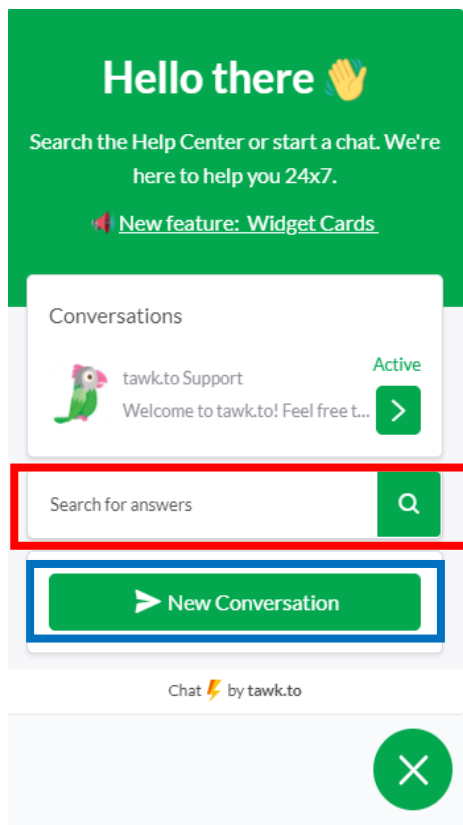 Hello there 👋
Search the Help Center or start a chat. We're
here to help you 24x7.
📢 New feature: Widget Cards
Conversations
Active
tawk.to Support
Welcome to tawk.to! Feel free t...
Search for answers
New Conversation
Chat ⚡ by tawk.to